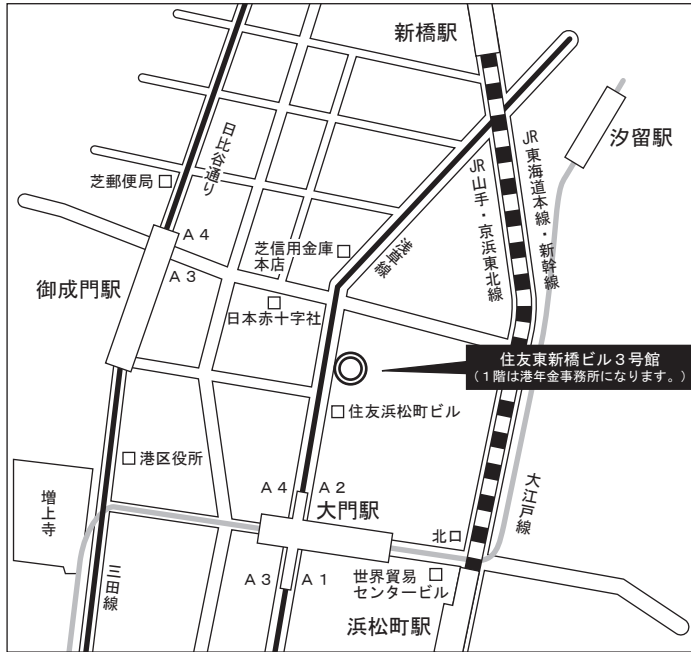 新橋駅
汐留駅
日比谷通り
芝郵便局
A4
芝信用金庫
本店
浅草線
JR山手・京浜東北線
JR東海道本線・新幹線
御成門駅
A3
日本赤十字社
住友東新橋ビル3号館
(1階は港年金事務所になります。)
住友浜松町ビル
港区役所
増上寺
A4
A2
大門駅
北口
大江戸線
三田線
A3
A1
世界貿易
センタービル
浜松町駅